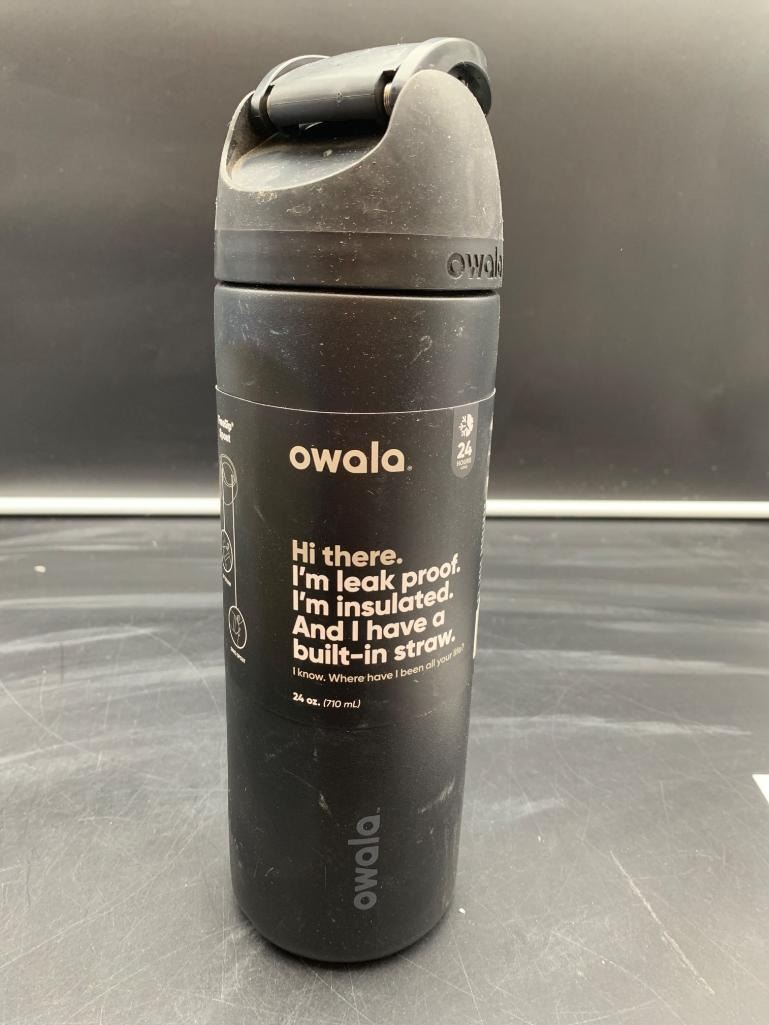 owala
owala®
24
HOURS
Hi there.
I'm leak proof.
I'm insulated.
And I have a
built-in straw.
I know. Where have I been all your life?
24 oz. (710 mL)
owala